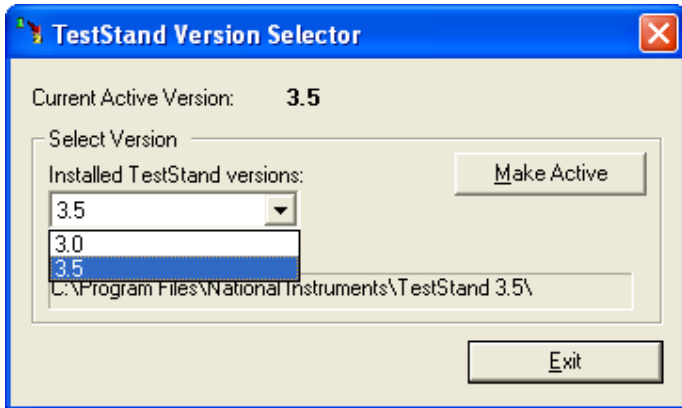 TestStand Version Selector
Current Active Version: 3.5
Select Version
Installed TestStand versions:
Make Active
3.5
3.0
3.5
C:\Program Files\National Instruments\TestStand 3.5\
Exit